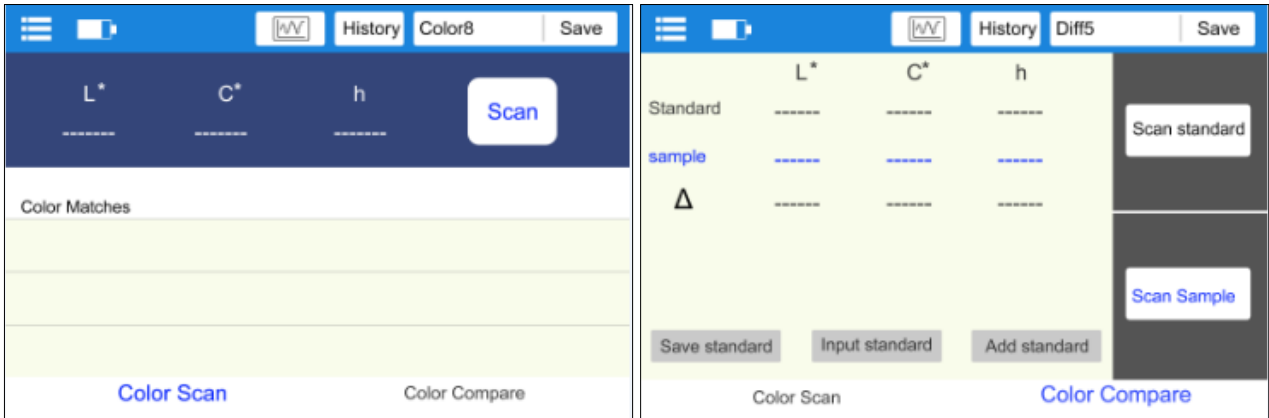 History Color8 Save
L* C* h
------- ------- -------
Scan
Color Matches
Color Scan Color Compare
History Diff5 Save
L* C* h
Standard ------ ------ ------
sample ------ ------ ------
Δ ------ ------ ------
Scan standard
Scan Sample
Save standard Input standard Add standard
Color Scan Color Compare